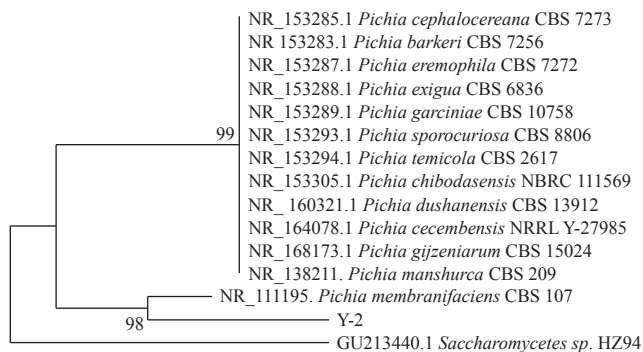 NR_153285.1 Pichia cephalocereana CBS 7273
NR 153283.1 Pichia barkeri CBS 7256
NR_153287.1 Pichia eremophila CBS 7272
NR_153288.1 Pichia exigua CBS 6836
NR_153289.1 Pichia garciniae CBS 10758
99 NR_153293.1 Pichia sporocuriosa CBS 8806
NR_153294.1 Pichia temicola CBS 2617
NR_153305.1 Pichia chibodasensis NBRC 111569
NR_ 160321.1 Pichia dushanensis CBS 13912
NR_164078.1 Pichia cecembensis NRRL Y-27985
NR_168173.1 Pichia gijzeniarum CBS 15024
NR_138211. Pichia manshurca CBS 209
NR_111195. Pichia membranifaciens CBS 107
98 Y-2
GU213440.1 Saccharomycetes sp. HZ94